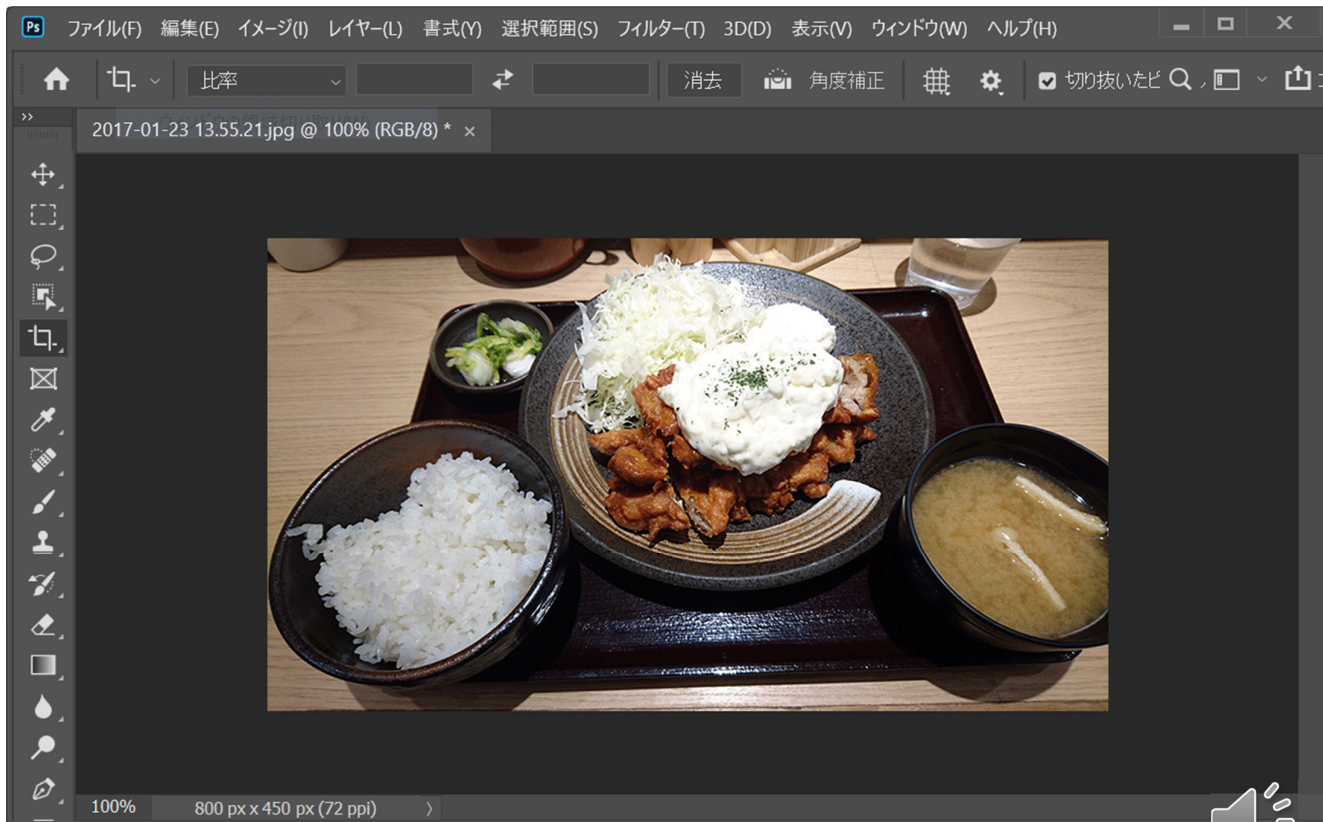 Ps ファイル(F) 編集(E) イメージ(I) レイヤー(L) 書式(Y) 選択範囲(S) フィルター(T) 3D(D) 表示(V) ウィンドウ(W) ヘルプ(H)
比率 消去 角度補正 切り抜いたピ
2017-01-23 13.55.21.jpg @ 100% (RGB/8) *
100% 800 px x 450 px (72 ppi)